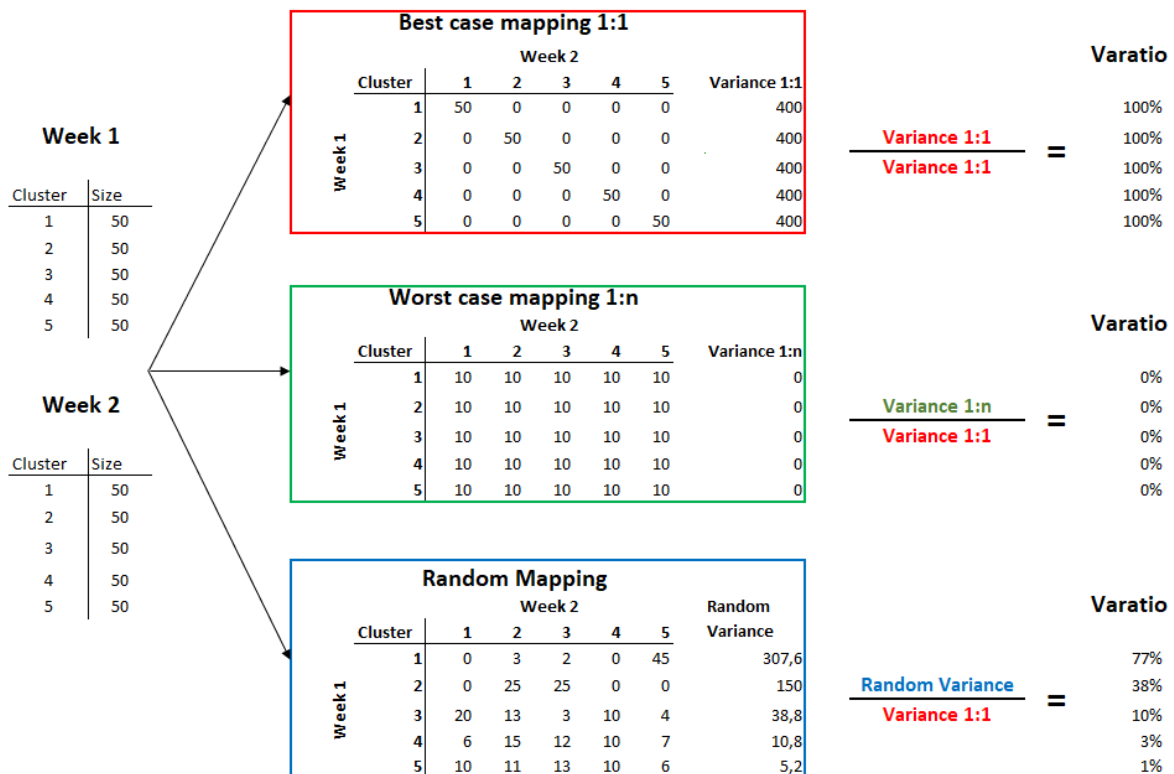 Week 1
Cluster Size
1 50
2 50
3 50
4 50
5 50
Week 2
Cluster Size
1 50
2 50
3 50
4 50
5 50
Best case mapping 1:1
Week 2
Cluster 1 2 3 4 5 Variance 1:1
Week 1
1 50 0 0 0 0 400
2 0 50 0 0 0 400
3 0 0 50 0 0 400
4 0 0 0 50 0 400
5 0 0 0 0 50 400
Variance 1:1
Variance 1:1
=
Varatio
100%
100%
100%
100%
100%
Worst case mapping 1:n
Week 2
Cluster 1 2 3 4 5 Variance 1:n
Week 1
1 10 10 10 10 10 0
2 10 10 10 10 10 0
3 10 10 10 10 10 0
4 10 10 10 10 10 0
5 10 10 10 10 10 0
Variance 1:n
Variance 1:1
=
Varatio
0%
0%
0%
0%
0%
Random Mapping
Week 2
Random
Variance
Cluster 1 2 3 4 5
Week 1
1 0 3 2 0 45 307,6
2 0 25 25 0 0 150
3 20 13 3 10 4 38,8
4 6 15 12 10 7 10,8
5 10 11 13 10 6 5,2
Random Variance
Variance 1:1
=
Varatio
77%
38%
10%
3%
1%